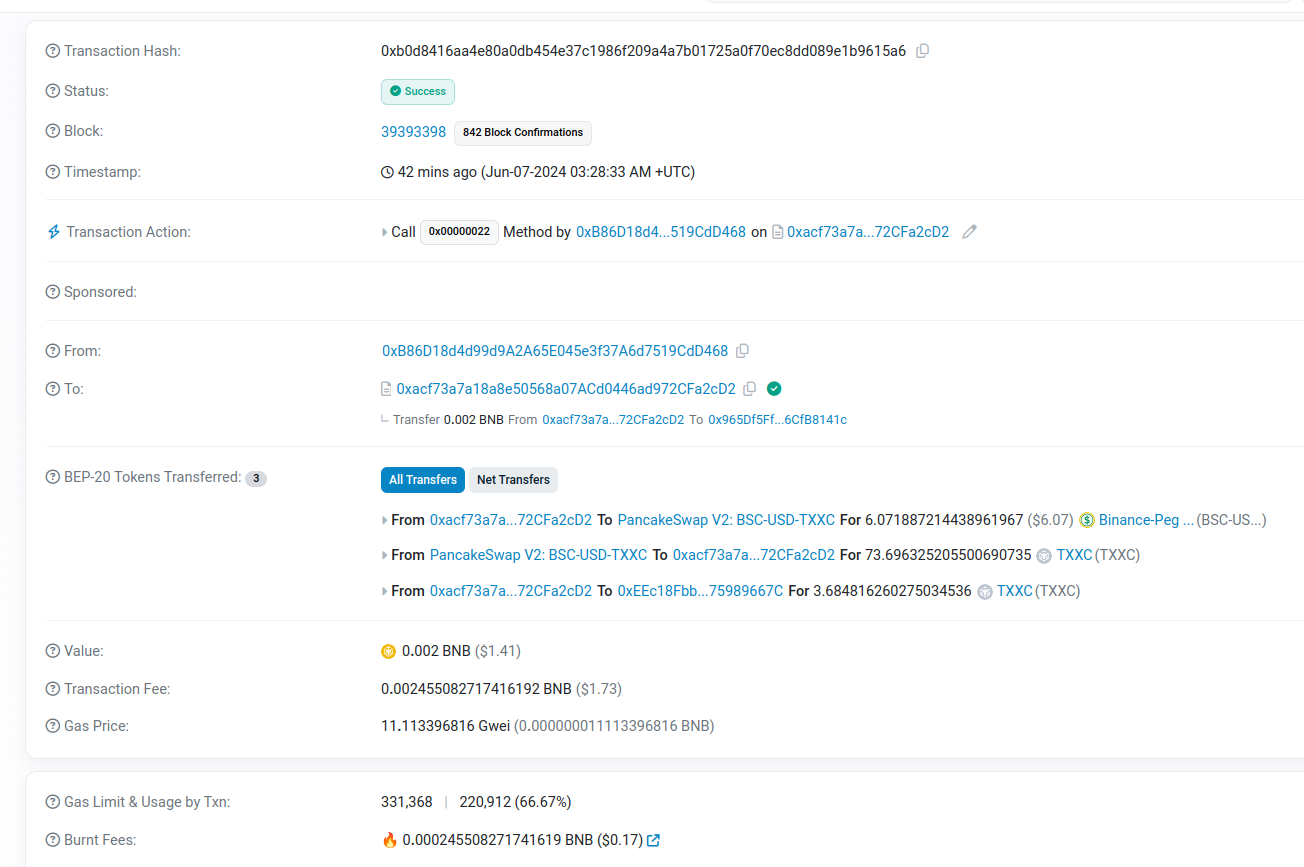 Transaction Hash: 0xb0d8416aa4e80a0db454e37c1986f209a4a7b01725a0f70ec8dd089e1b9615a6
Status: Success
Block: 39393398 842 Block Confirmations
Timestamp: 42 mins ago (Jun-07-2024 03:28:33 AM +UTC)
Transaction Action: Call 0x00000022 Method by 0xB86D18d4...519CdD468 on 0xacf73a7a...72CFa2cD2
Sponsored:
From: 0xB86D18d4d99d9A2A65E045e3f37A6d7519CdD468
To: 0xacf73a7a18a8e50568a07ACd0446ad972CFa2cD2
Transfer 0.002 BNB From 0xacf73a7a...72CFa2cD2 To 0x965Df5Ff...6CfB8141c
BEP-20 Tokens Transferred: 3 All Transfers Net Transfers
From 0xacf73a7a...72CFa2cD2 To PancakeSwap V2: BSC-USD-TXXC For 6.071887214438961967 ($6.07) Binance-Peg ... (BSC-US...)
From PancakeSwap V2: BSC-USD-TXXC To 0xacf73a7a...72CFa2cD2 For 73.696325205500690735 TXXC (TXXC)
From 0xacf73a7a...72CFa2cD2 To 0xEEc18Fbb...75989667C For 3.684816260275034536 TXXC (TXXC)
Value: 0.002 BNB ($1.41)
Transaction Fee: 0.002455082717416192 BNB ($1.73)
Gas Price: 11.113396816 Gwei (0.000000011113396816 BNB)
Gas Limit & Usage by Txn: 331,368 | 220,912 (66.67%)
Burnt Fees: 0.000245508271741619 BNB ($0.17)